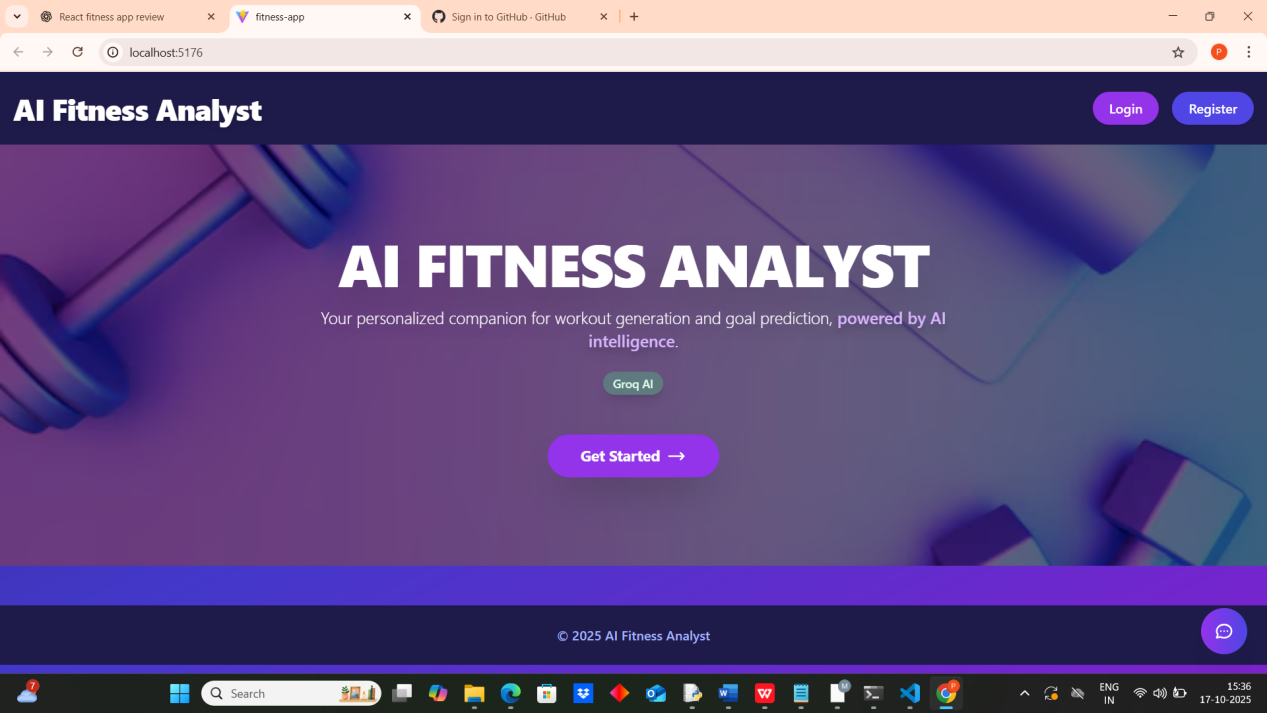 React fitness app review
fitness-app
Sign in to GitHub · GitHub
localhost:5176
P
AI Fitness Analyst
Login
Register
AI FITNESS ANALYST
Your personalized companion for workout generation and goal prediction, powered by AI
intelligence.
Groq AI
Get Started →
© 2025 AI Fitness Analyst
7
Search
W
W
M
P
ENG
IN
15:36
17-10-2025